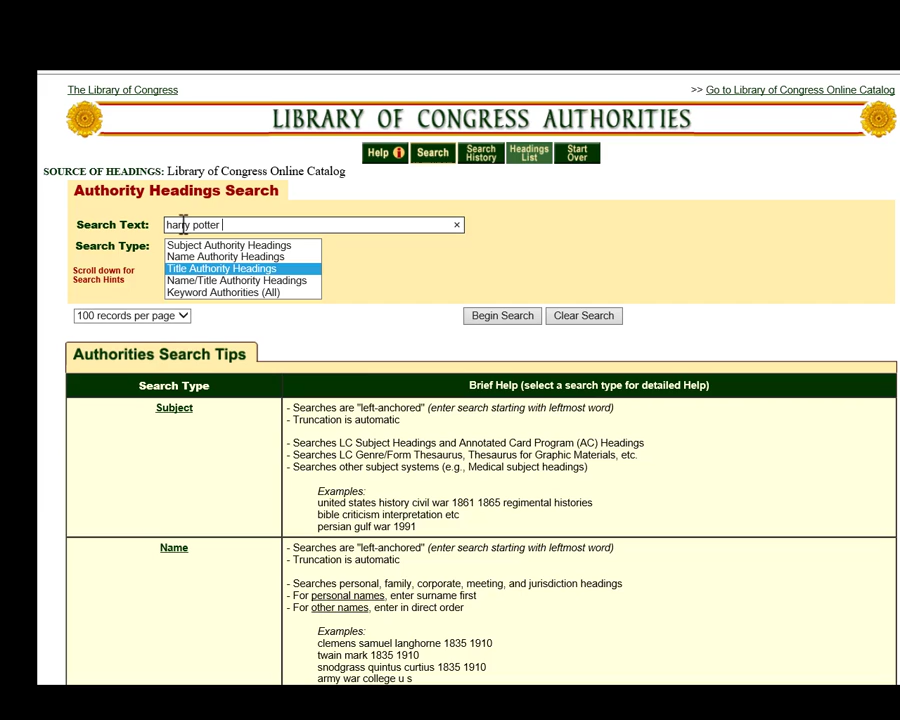 The Library of Congress
>> Go to Library of Congress Online Catalog
LIBRARY OF CONGRESS AUTHORITIES
Help i
Search
Search History
Headings List
Start Over
SOURCE OF HEADINGS: Library of Congress Online Catalog
Authority Headings Search
Search Text: harry potter ×
Search Type:
Subject Authority Headings
Name Authority Headings
Title Authority Headings
Name/Title Authority Headings
Keyword Authorities (All)
Scroll down for
Search Hints
100 records per page
Begin Search
Clear Search
Authorities Search Tips
Search Type
Brief Help (select a search type for detailed Help)
Subject
- Searches are "left-anchored" (enter search starting with leftmost word)
- Truncation is automatic
- Searches LC Subject Headings and Annotated Card Program (AC) Headings
- Searches LC Genre/Form Thesaurus, Thesaurus for Graphic Materials, etc.
- Searches other subject systems (e.g., Medical subject headings)
Examples:
united states history civil war 1861 1865 regimental histories
bible criticism interpretation etc
persian gulf war 1991
Name
- Searches are "left-anchored" (enter search starting with leftmost word)
- Truncation is automatic
- Searches personal, family, corporate, meeting, and jurisdiction headings
- For personal names, enter surname first
- For other names, enter in direct order
Examples:
clemens samuel langhorne 1835 1910
twain mark 1835 1910
snodgrass quintus curtius 1835 1910
army war college u s